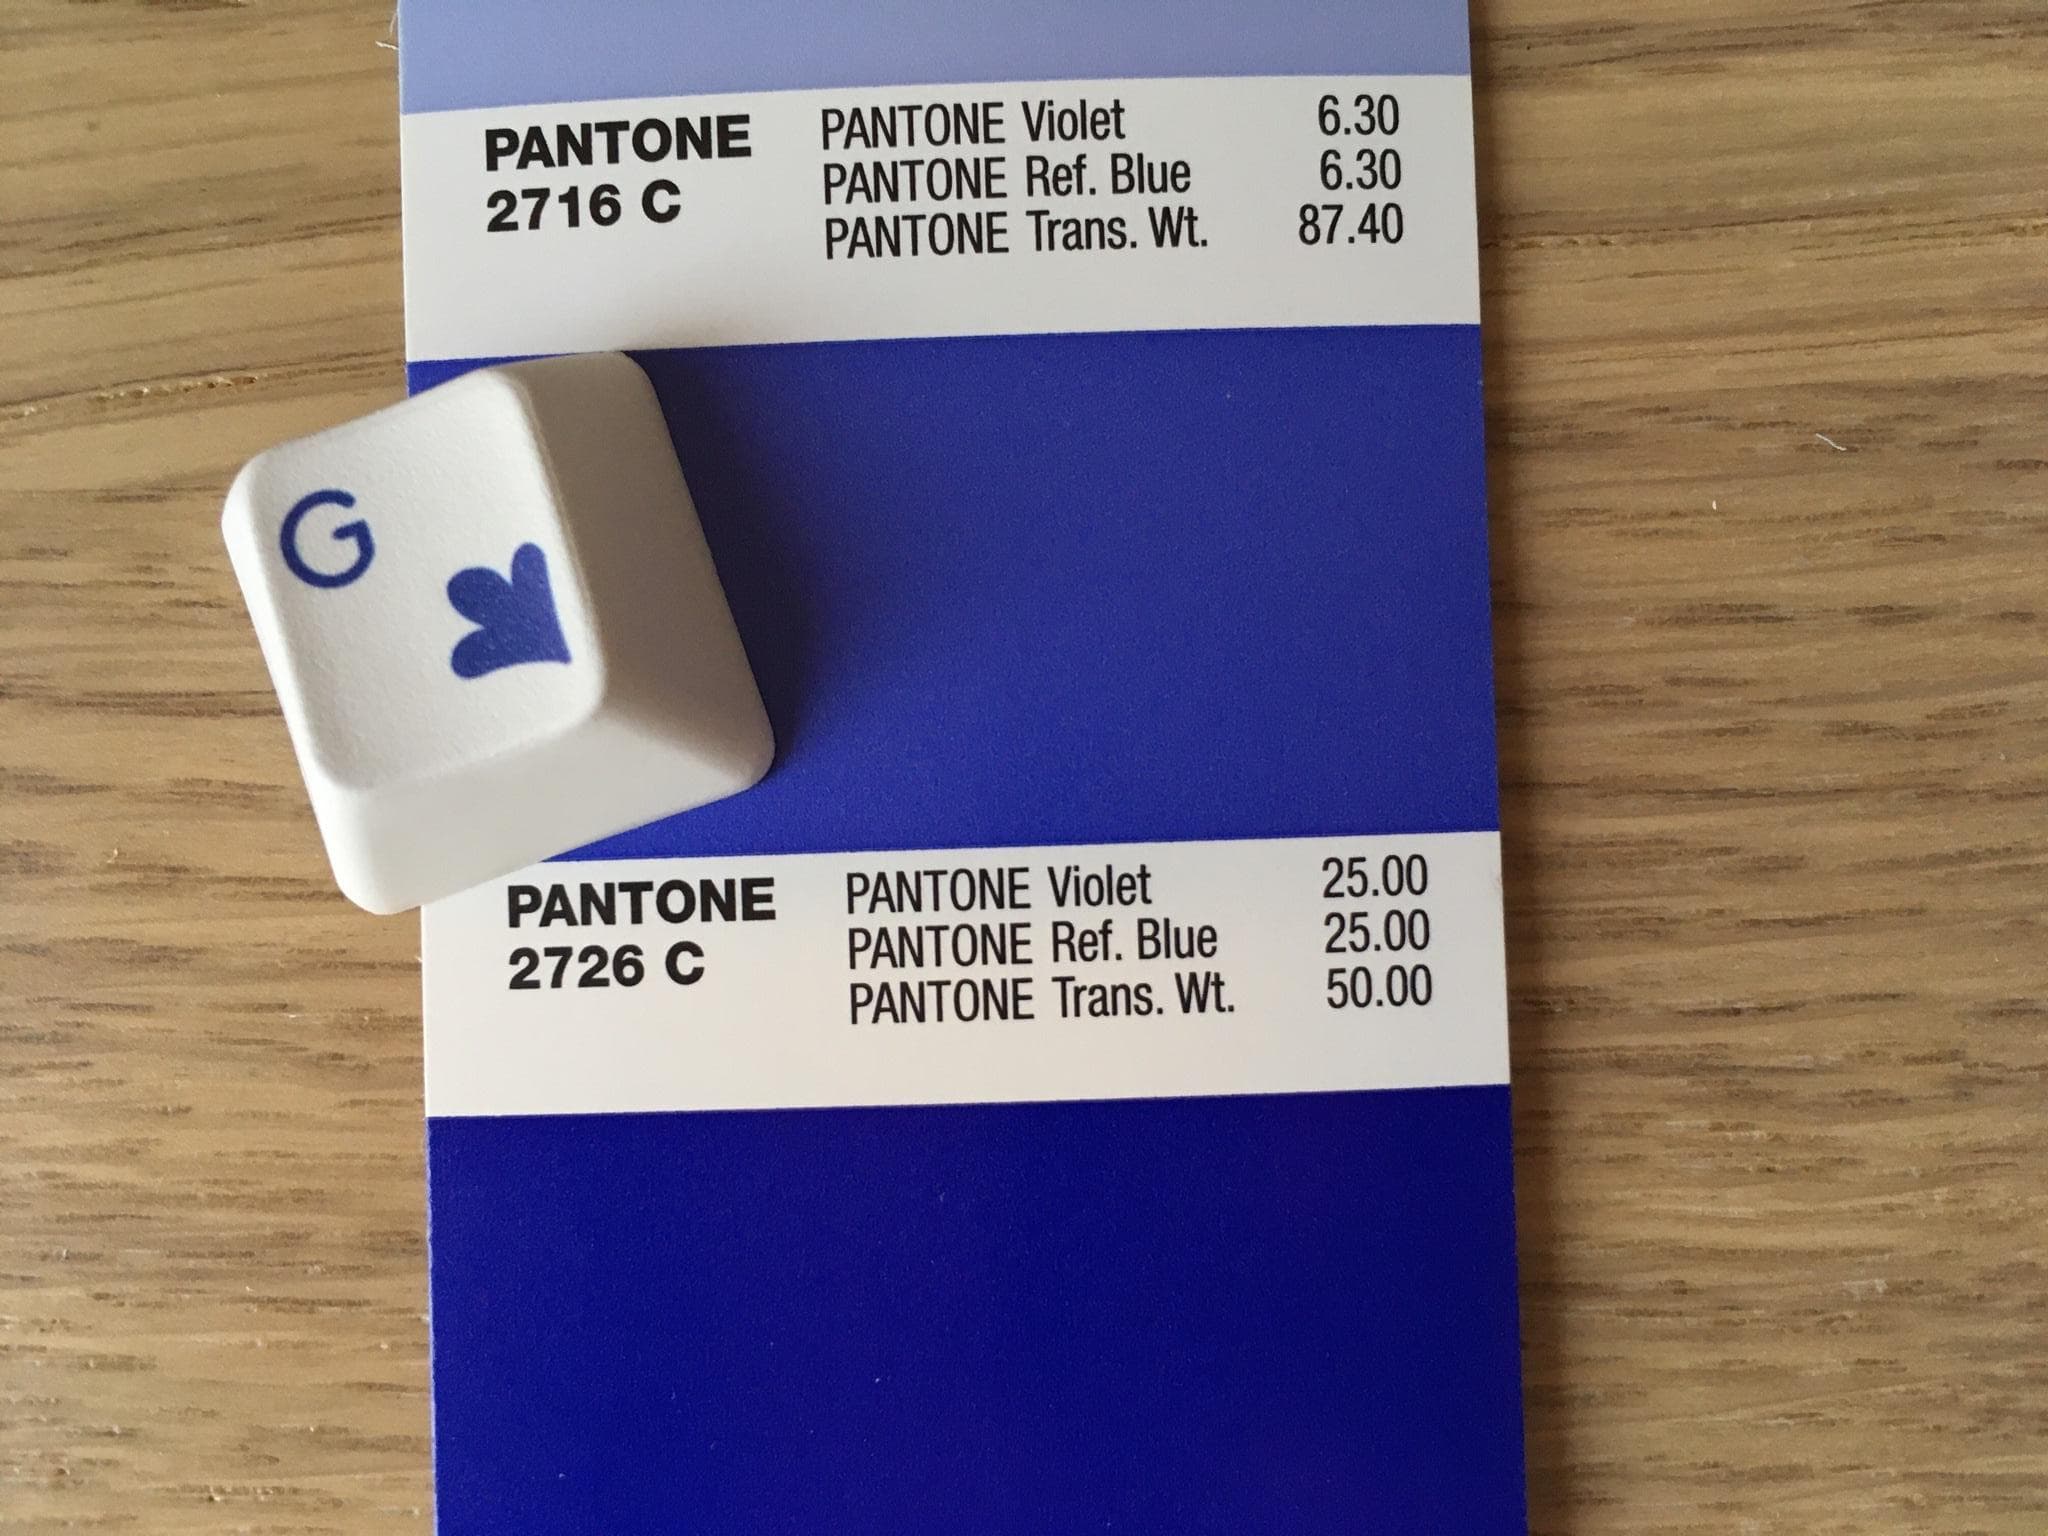 PANTONE
2716 C
PANTONE Violet 6.30
PANTONE Ref. Blue 6.30
PANTONE Trans. Wt. 87.40
G
PANTONE
2726 C
PANTONE Violet 25.00
PANTONE Ref. Blue 25.00
PANTONE Trans. Wt. 50.00